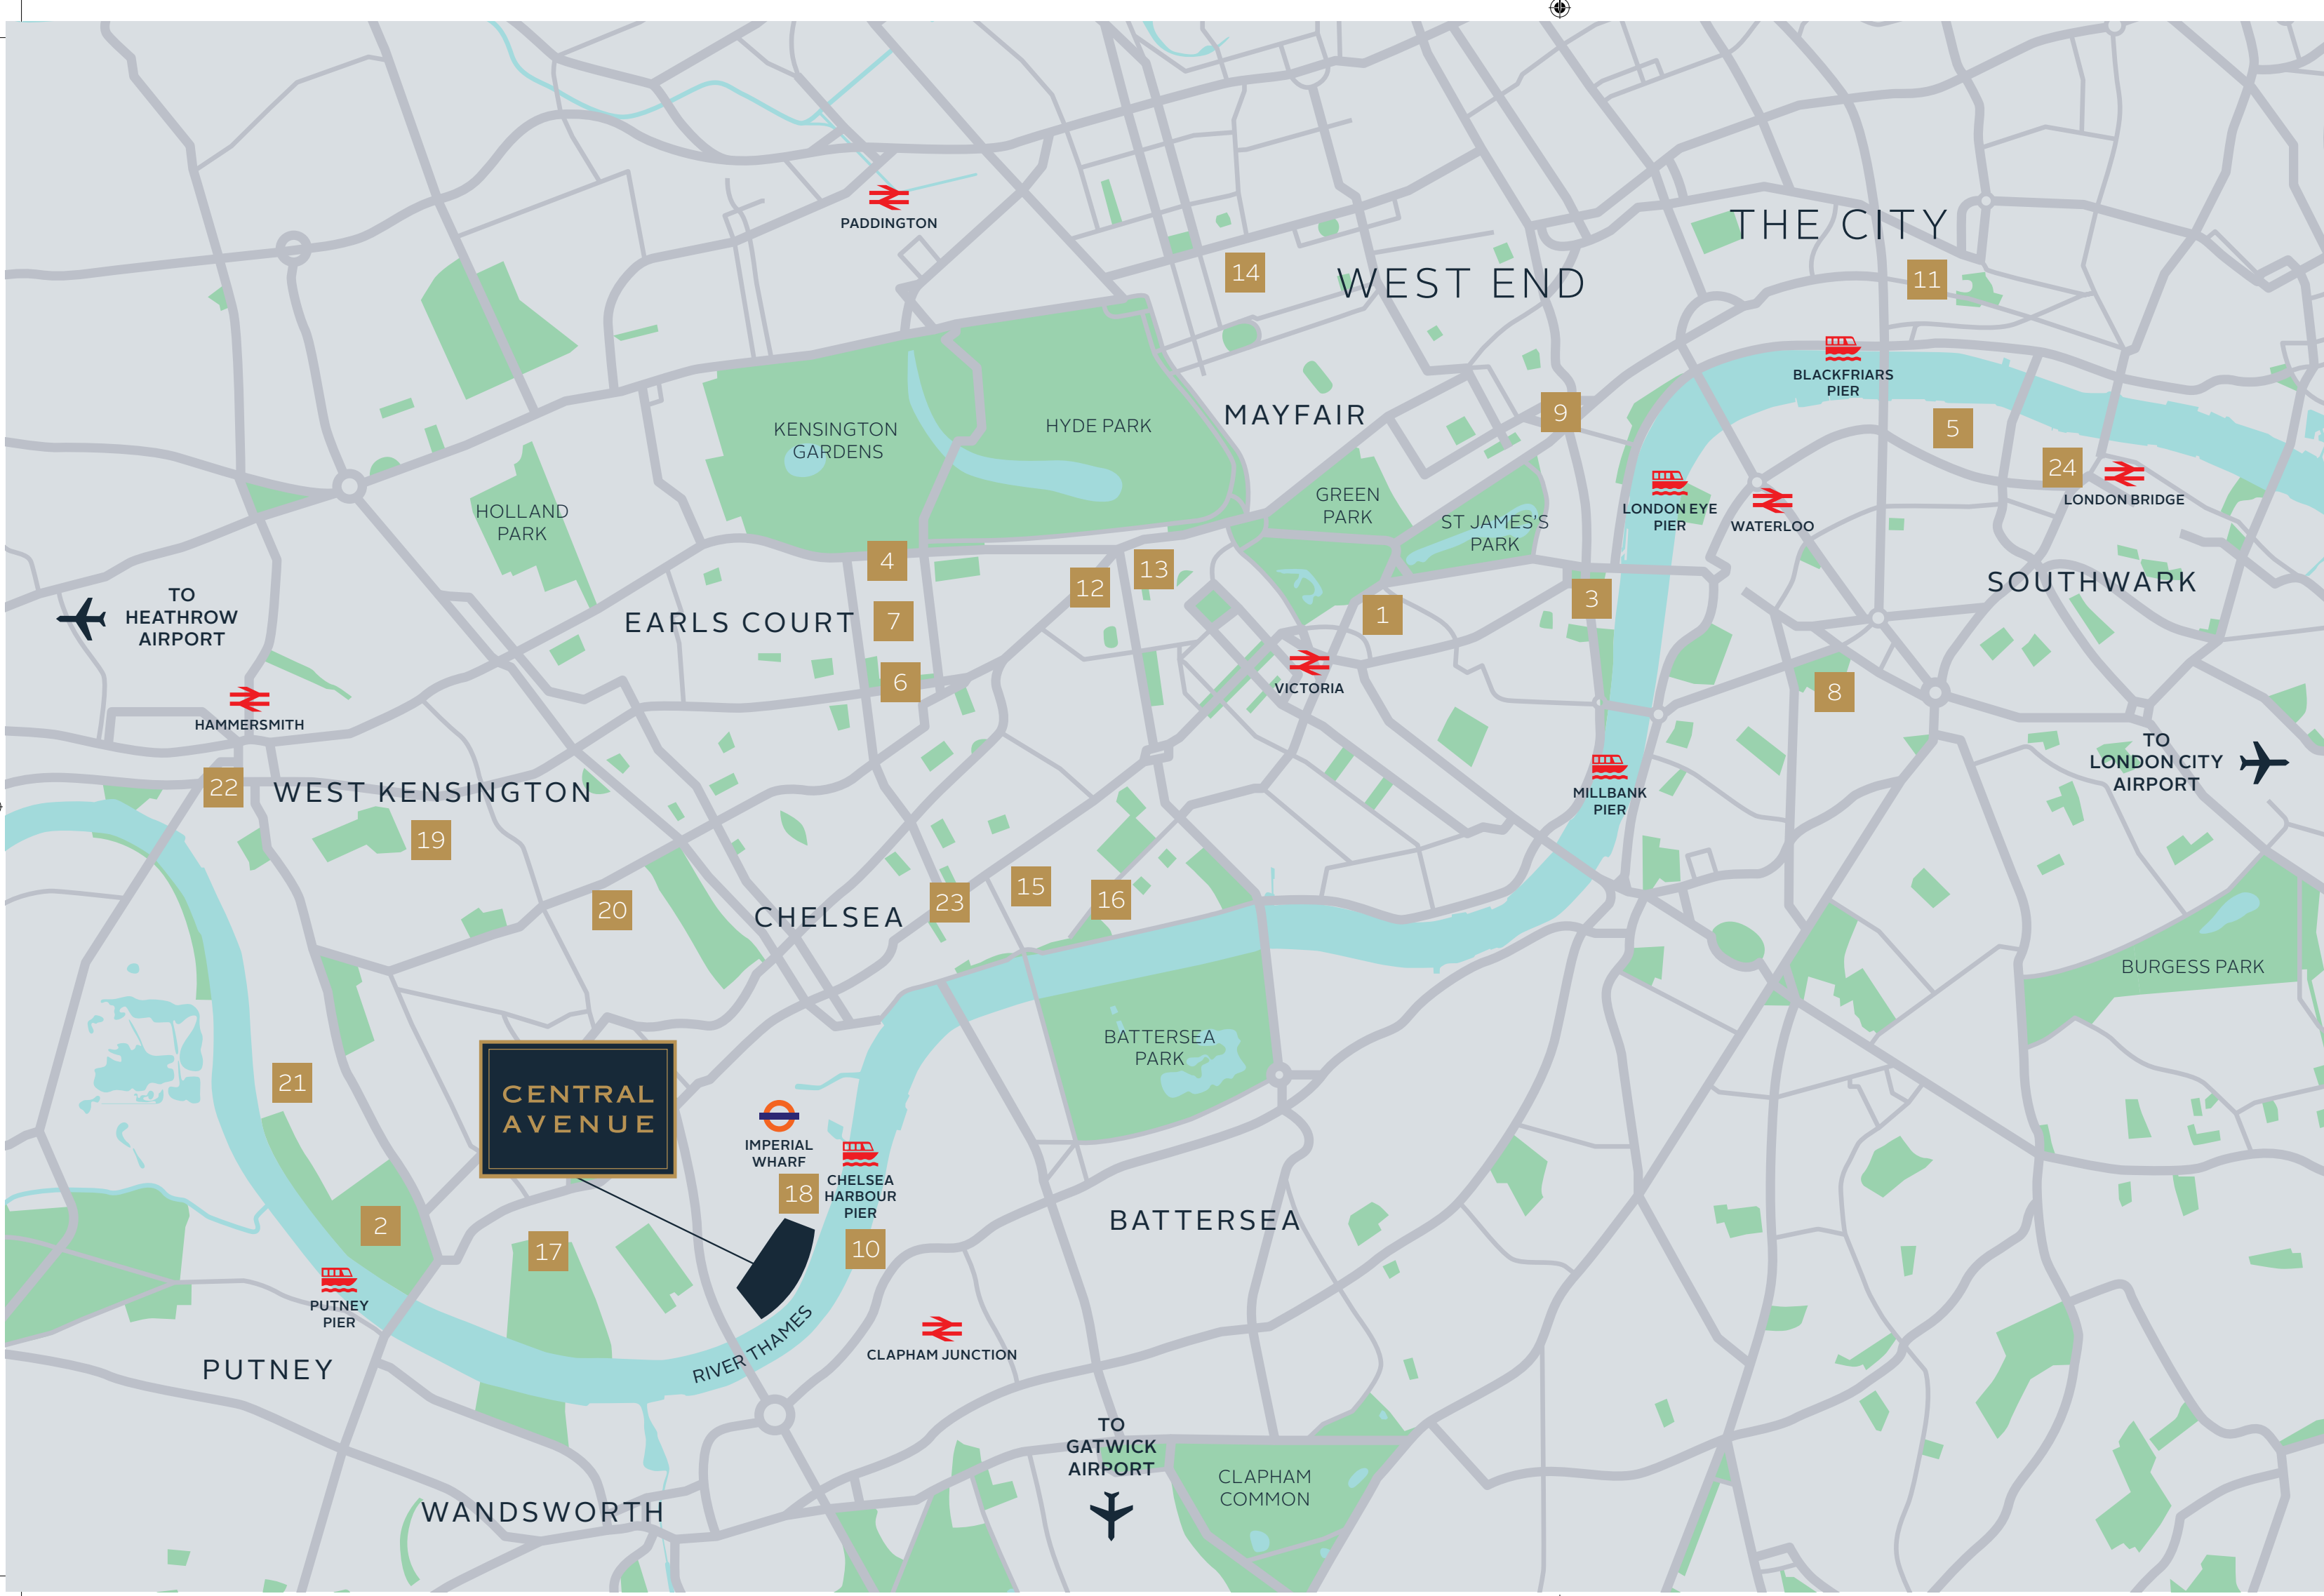 PADDINGTON
THE CITY
WEST END
14
11
BLACKFRIARS
PIER
MAYFAIR
9
5
KENSINGTON
GARDENS
HYDE PARK
24
LONDON BRIDGE
HOLLAND
PARK
GREEN
PARK
ST JAMES'S
PARK
LONDON EYE
PIER
WATERLOO
4
13
12
TO
HEATHROW
AIRPORT
EARLS COURT
7
1
3
SOUTHWARK
6
VICTORIA
8
HAMMERSMITH
TO
LONDON CITY
AIRPORT
22
WEST KENSINGTON
MILLBANK
PIER
19
20
CHELSEA
23
15
16
BURGESS PARK
BATTERSEA
PARK
21
CENTRAL
AVENUE
IMPERIAL
WHARF
18
CHELSEA
HARBOUR
PIER
2
17
10
BATTERSEA
PUTNEY
PIER
RIVER THAMES
CLAPHAM JUNCTION
PUTNEY
TO
GATWICK
AIRPORT
CLAPHAM
COMMON
WANDSWORTH